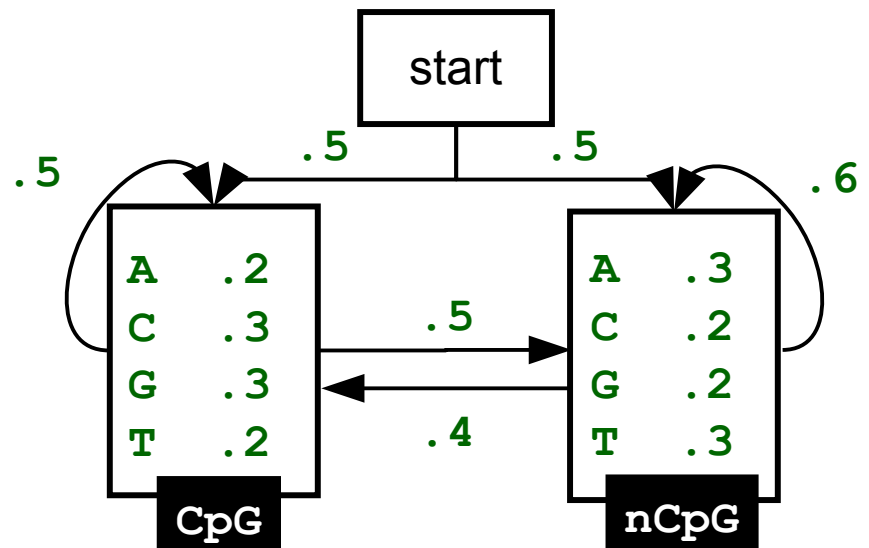 start
.5 .5
.5 .6
A .2
C .3
G .3
T .2
CpG
.5
.4
A .3
C .2
G .2
T .3
nCpG